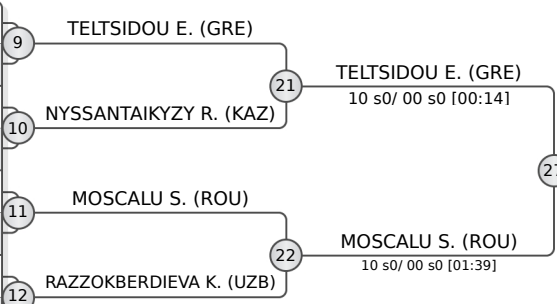 9
TELTSIDOU E. (GRE)
21
TELTSIDOU E. (GRE)
10 s0/ 00 s0 [00:14]
10
NYSSANTAIKYZY R. (KAZ)
11
MOSCALU S. (ROU)
22
MOSCALU S. (ROU)
10 s0/ 00 s0 [01:39]
12
RAZZOKBERDIEVA K. (UZB)